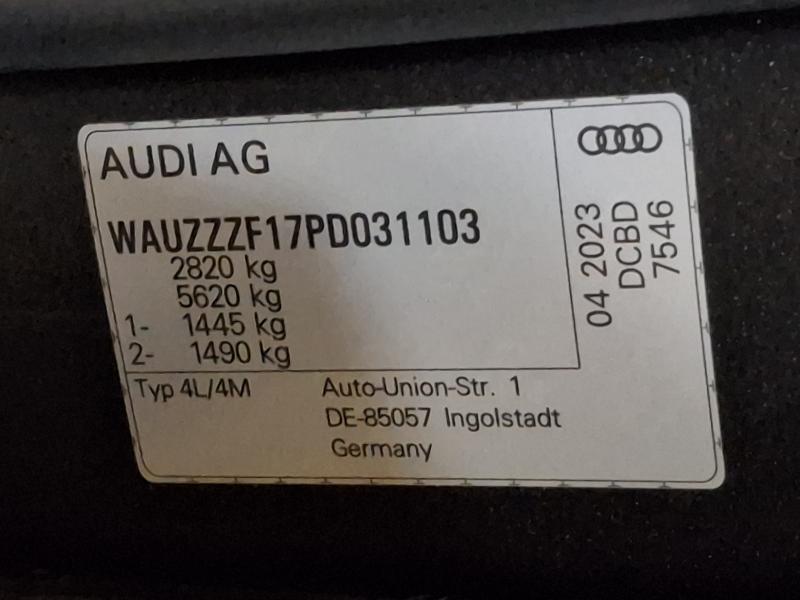 AUDI AG
WAUZZZF17PD031103
2820 kg
5620 kg
1- 1445 kg
2- 1490 kg
Typ 4L/4M
Auto-Union-Str. 1
DE-85057 Ingolstadt
Germany
04 2023
DCBD
7546